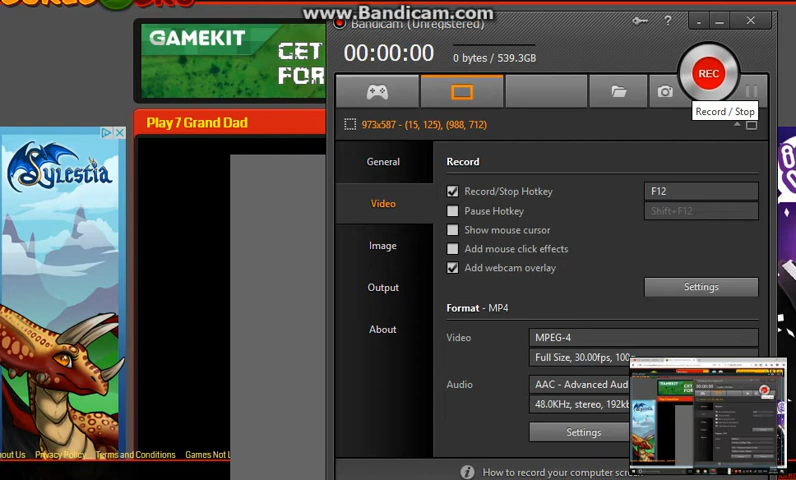 www.Bandicam.com
Bandicam (Unregistered)
GAMEKIT
GET
FOR
00:00:00
0 bytes / 539.3GB
REC
Record / Stop
Play 7 Grand Dad
973x587 - (15, 125), (988, 712)
Sylestia
General
Video
Image
Output
About
Record
Record/Stop Hotkey
F12
Pause Hotkey
Shift+F12
Show mouse cursor
Add mouse click effects
Add webcam overlay
Settings
Format - MP4
Video
MPEG-4
Full Size, 30.00fps, 100
Audio
AAC - Advanced Aud
48.0KHz, stereo, 192kb
Settings
out Us
Privacy Policy
Terms and Conditions
Games Not L
How to record your computer scre